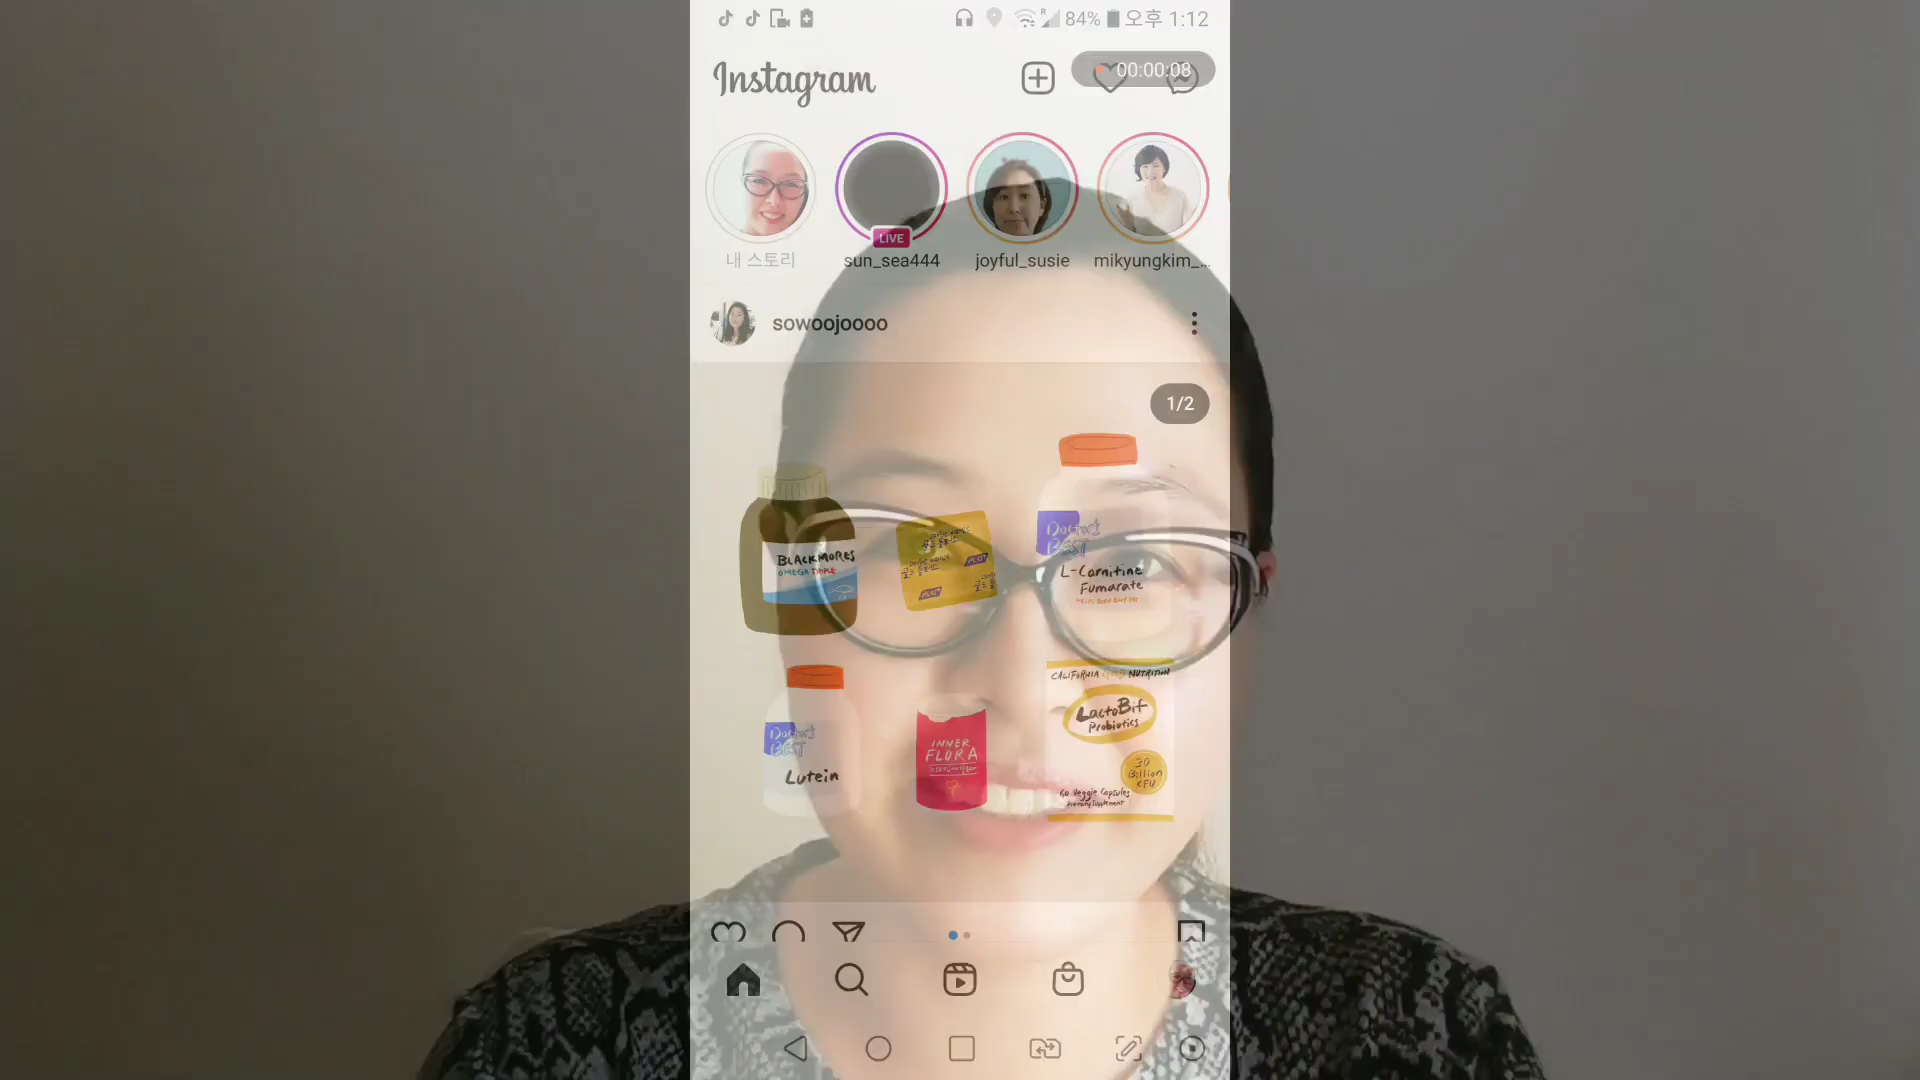 84% 오후 1:12
Instagram
00:00:08
LIVE
내 스토리
sun_sea444
joyful_susie
mikyungkim_...
sowoojoooo
1/2
BLACKMORES
OMEGA TRIPLE
Doctor's
BEST
L-Carnitine
Fumarate
Doctor's
BEST
Lutein
INNER
FLORA
CALIFORNIA GOLD NUTRITION
LactoBif
Probiotics
30
Billion
CFU
60 Veggie Capsules